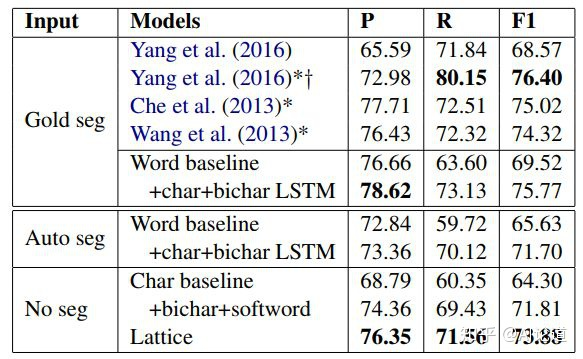 Input Models P R F1
Gold seg
Yang et al. (2016) 65.59 71.84 68.57
Yang et al. (2016)*† 72.98 80.15 76.40
Che et al. (2013)* 77.71 72.51 75.02
Wang et al. (2013)* 76.43 72.32 74.32
Word baseline 76.66 63.60 69.52
+char+bichar LSTM 78.62 73.13 75.77
Auto seg
Word baseline 72.84 59.72 65.63
+char+bichar LSTM 73.36 70.12 71.70
No seg
Char baseline 68.79 60.35 64.30
+bichar+softword 74.36 69.43 71.81
Lattice 76.35 71.56 73.88
知乎